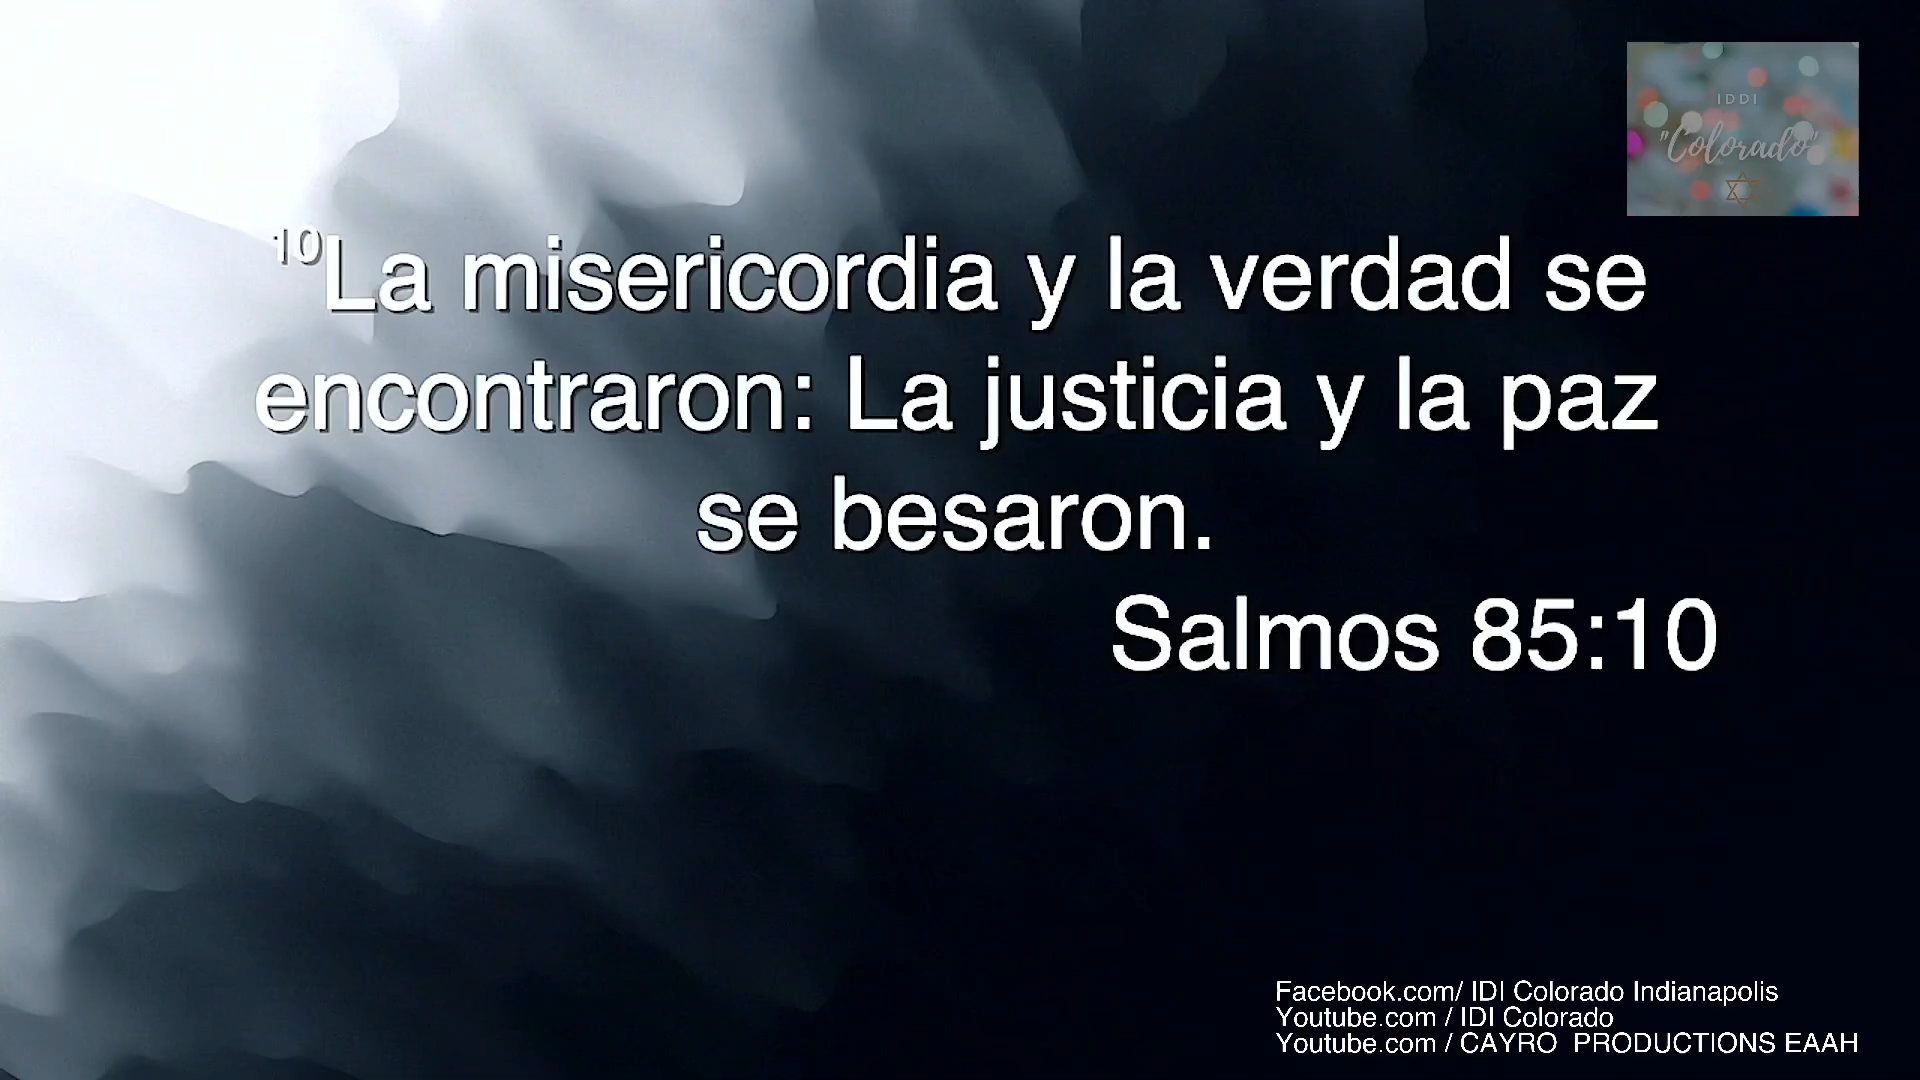 IDDI
"Colorado"
10La misericordia y la verdad se
encontraron: La justicia y la paz
se besaron.
Salmos 85:10
Facebook.com/ IDI Colorado Indianapolis
Youtube.com / IDI Colorado
Youtube.com / CAYRO  PRODUCTIONS EAAH